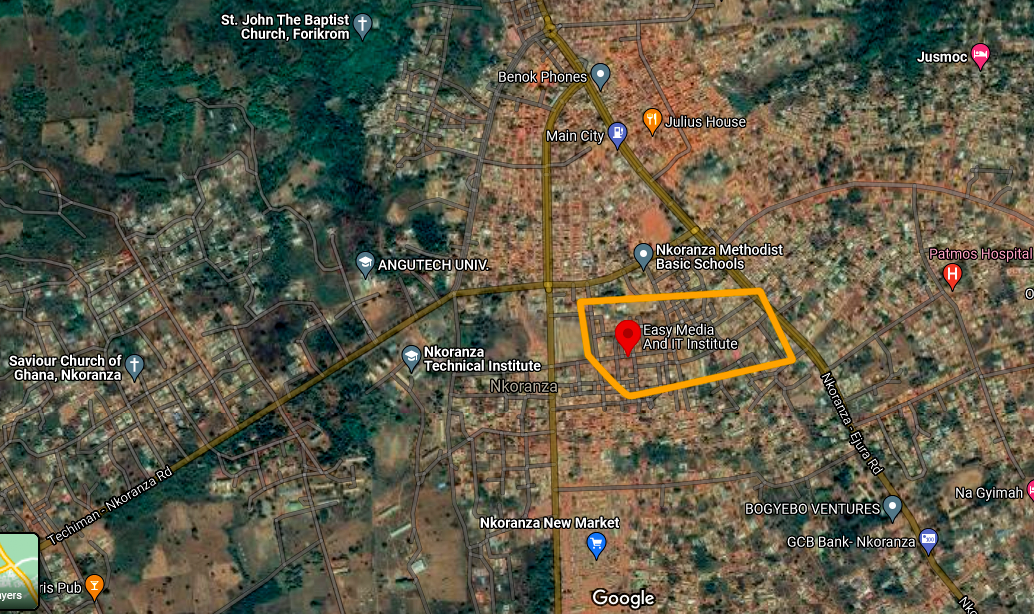 St. John The Baptist
Church, Forikrom
Jusmoc
Benok Phones
Julius House
Main City
Nkoranza Methodist
Basic Schools
Patmos Hospital
ANGUTECH UNIV.
O
Easy Media
And IT Institute
Nkoranza
Technical Institute
Saviour Church of
Ghana, Nkoranza
Nkoranza
Nkoranza - Ejura Rd
Techiman - Nkoranza Rd
Na Gyimah
BOGYEBO VENTURES
Nkoranza New Market
GCB Bank- Nkoranza
ayers
ris Pub
Google
Nko